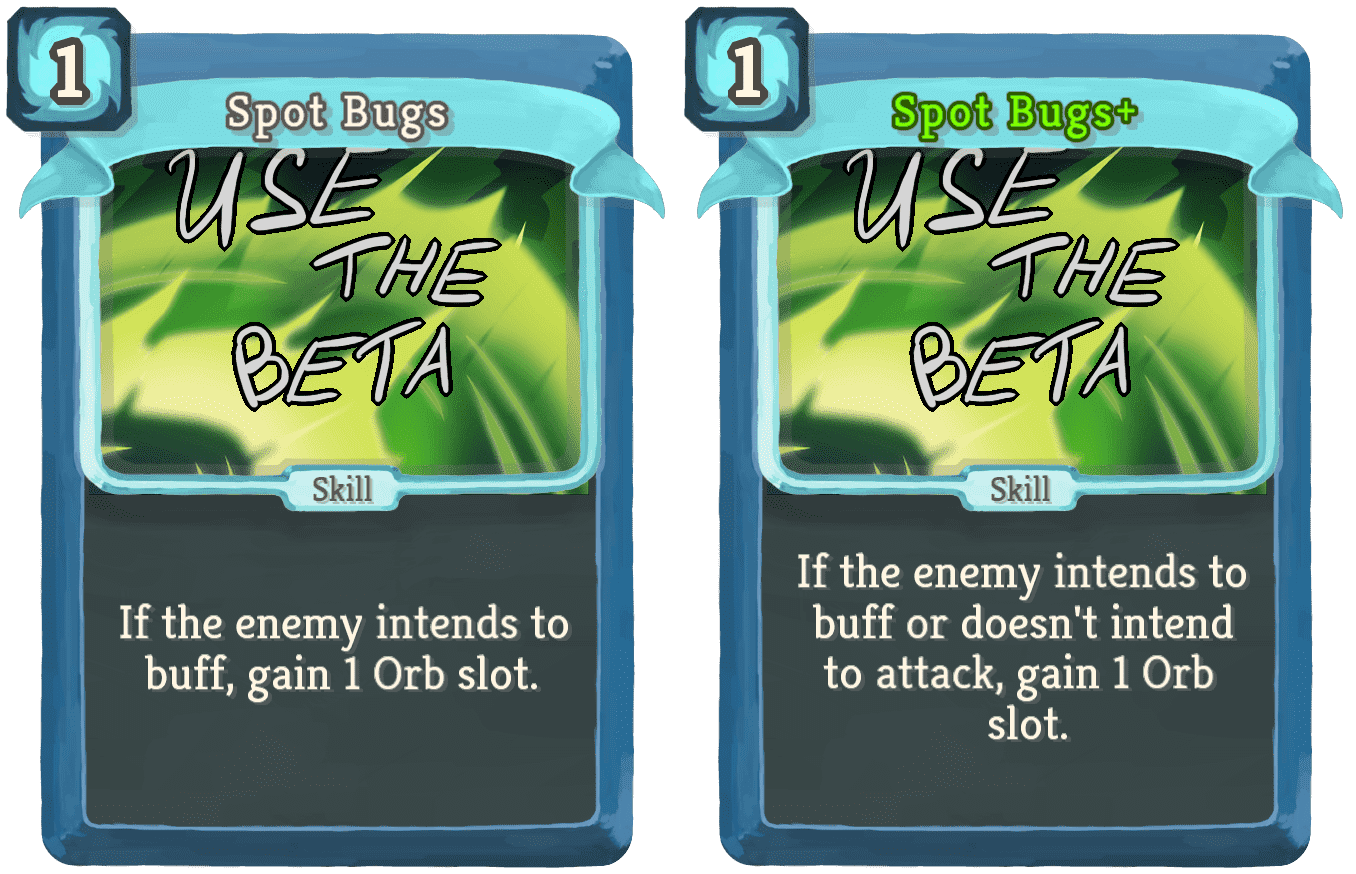 1
Spot Bugs
USE
THE
BETA
Skill
If the enemy intends to
buff, gain 1 Orb slot.
1
Spot Bugs+
USE
THE
BETA
Skill
If the enemy intends to
buff or doesn't intend
to attack, gain 1 Orb
slot.